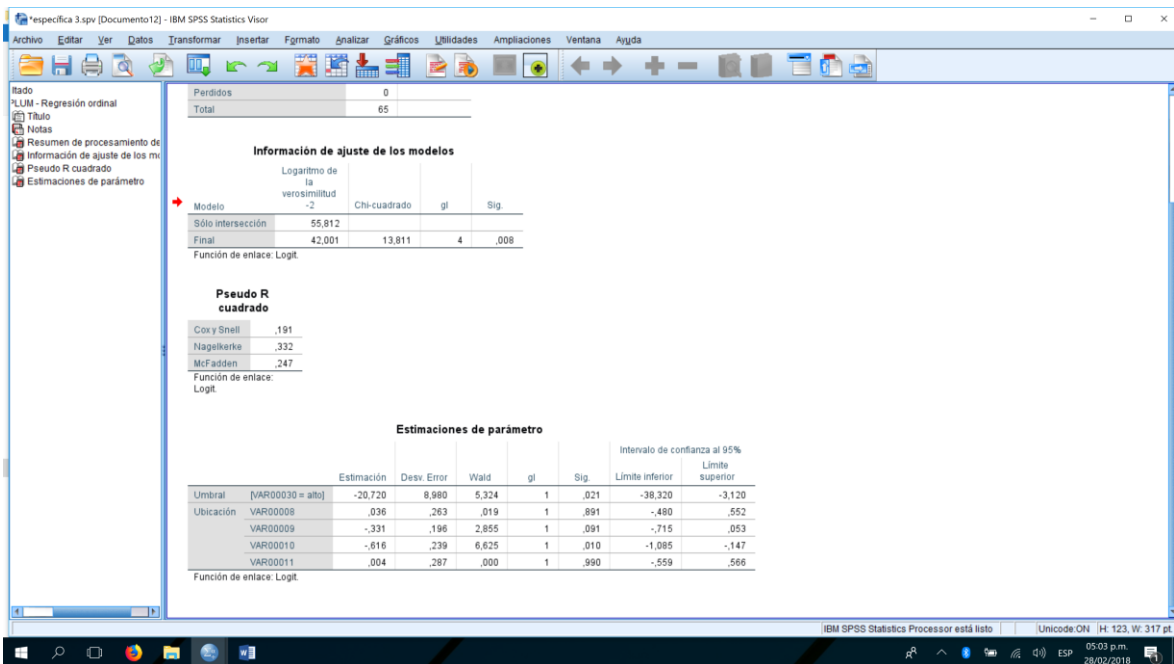 *específica 3.spv [Documento12] - IBM SPSS Statistics Visor
Archivo Editar Ver Datos Transformar Insertar Formato Analizar Gráficos Utilidades Ampliaciones Ventana Ayuda
ltado
PLUM - Regresión ordinal
Título
Notas
Resumen de procesamiento de
Información de ajuste de los mo
Pseudo R cuadrado
Estimaciones de parámetro
Perdidos 0
Total 65
Información de ajuste de los modelos
Logaritmo de
la
verosimilitud
Modelo -2 Chi-cuadrado gl Sig.
Sólo intersección 55,812
Final 42,001 13,811 4 ,008
Función de enlace: Logit.
Pseudo R
cuadrado
Cox y Snell ,191
Nagelkerke ,332
McFadden ,247
Función de enlace:
Logit.
Estimaciones de parámetro
Intervalo de confianza al 95%
Límite
Estimación Desv. Error Wald gl Sig. Límite inferior superior
Umbral [VAR00030 = alto] -20,720 8,980 5,324 1 ,021 -38,320 -3,120
Ubicación VAR00008 ,036 ,263 ,019 1 ,891 -,480 ,552
VAR00009 -,331 ,196 2,855 1 ,091 -,715 ,053
VAR00010 -,616 ,239 6,625 1 ,010 -1,085 -,147
VAR00011 ,004 ,287 ,000 1 ,990 -,559 ,566
Función de enlace: Logit.
IBM SPSS Statistics Processor está listo Unicode:ON H: 123, W: 317 pt.
ESP
05:03 p.m.
28/02/2018